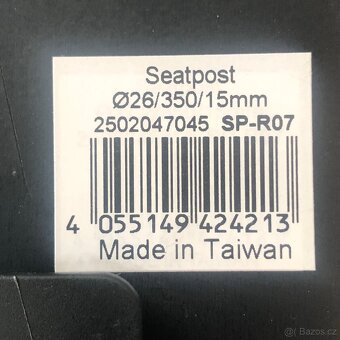 Seatpost
Ø26/350/15mm
2502047045 SP-R07
4 055149 424213
Made in Taiwan
© Bazos.cz